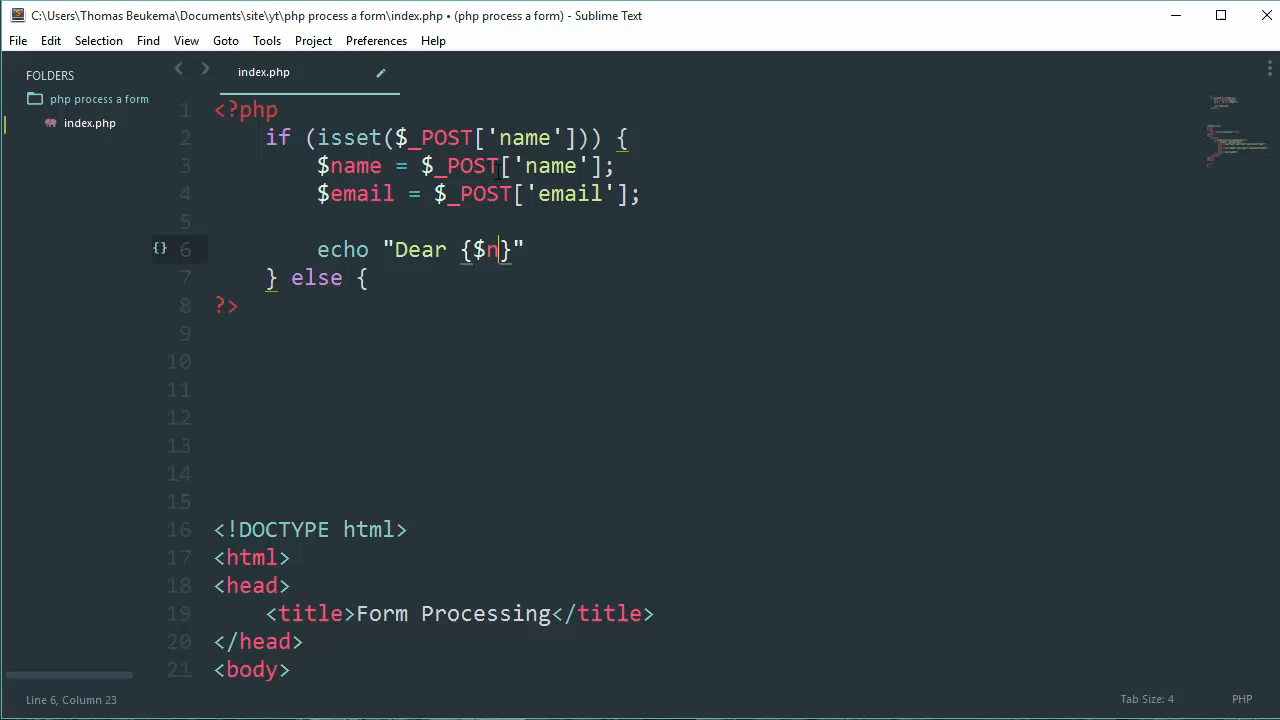 C:\Users\Thomas Beukema\Documents\site\yt\php process a form\index.php • (php process a form) - Sublime Text
File Edit Selection Find View Goto Tools Project Preferences Help
FOLDERS
php process a form
index.php
index.php
1 <?php
2 if (isset($_POST['name'])) {
3 $name = $_POST['name'];
4 $email = $_POST['email'];
5
{} 6 echo "Dear {$n}"
7 } else {
8 ?>
9
10
11
12
13
14
15
16 <!DOCTYPE html>
17 <html>
18 <head>
19 <title>Form Processing</title>
20 </head>
21 <body>
Line 6, Column 23
Tab Size: 4
PHP